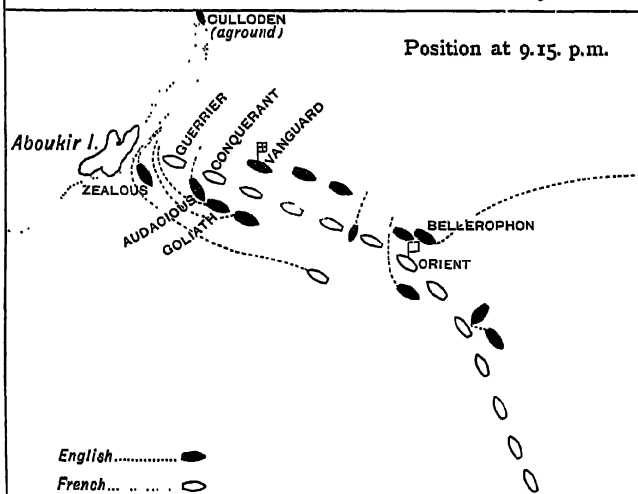 CULLODEN
(aground)
Position at 9.15. p.m.
Aboukir I.
GUERRIER
CONQUERANT
VANGUARD
ZEALOUS
AUDACIOUS
GOLIATH
BELLEROPHON
ORIENT
English
French